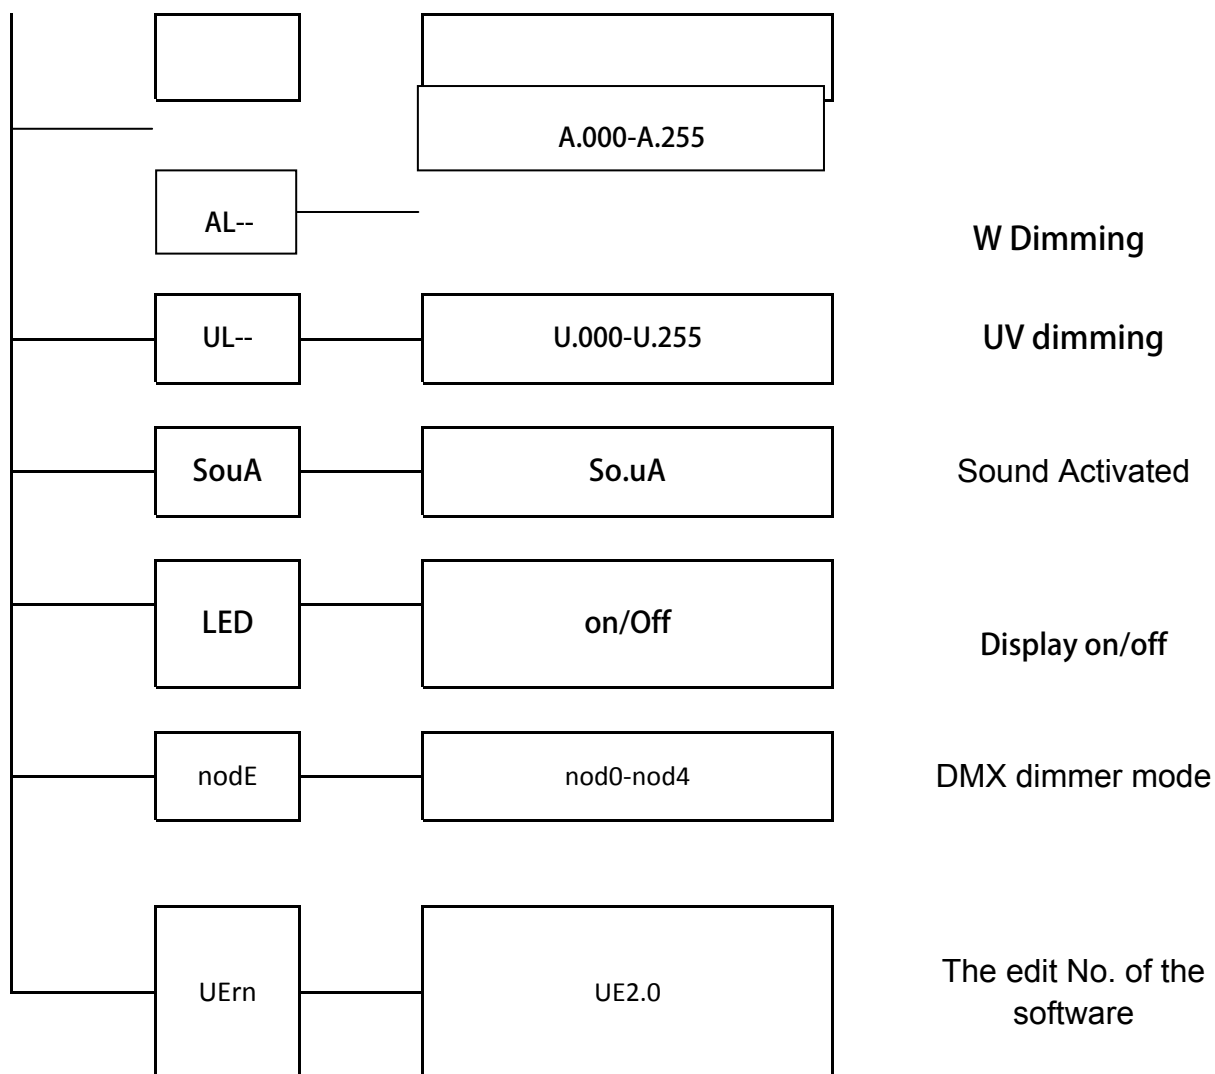 A.000-A.255
AL--
W Dimming
UL--
U.000-U.255
UV dimming
SouA
So.uA
Sound Activated
LED
on/Off
Display on/off
nodE
nod0-nod4
DMX dimmer mode
UErn
UE2.0
The edit No. of the
software